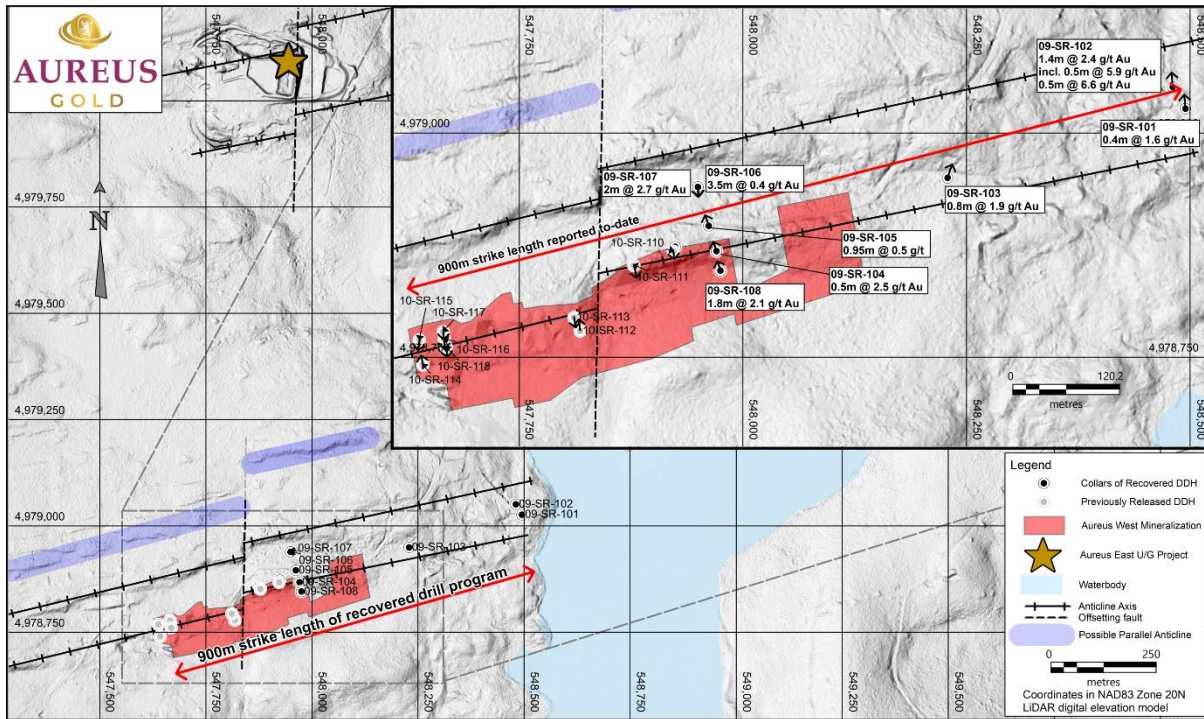 AUREUS
GOLD
547,750
548,000
N
4,979,750
4,979,500
4,979,250
4,979,000
4,978,750
547,500
547,750
548,000
548,250
548,500
548,750
549,000
549,250
549,500
549,750
09-SR-102
09-SR-101
09-SR-103
09-SR-107
09-SR-106
09-SR-105
09-SR-104
09-SR-108
900m strike length of recovered drill program
547,750
548,000
548,250
4,979,000
4,978,750
547,750
548,000
548,250
548,500
09-SR-102
1.4m @ 2.4 g/t Au
incl. 0.5m @ 5.9 g/t Au
0.5m @ 6.6 g/t Au
09-SR-101
0.4m @ 1.6 g/t Au
09-SR-107
2m @ 2.7 g/t Au
09-SR-106
3.5m @ 0.4 g/t Au
09-SR-103
0.8m @ 1.9 g/t Au
09-SR-105
0.95m @ 0.5 g/t
09-SR-104
0.5m @ 2.5 g/t Au
09-SR-108
1.8m @ 2.1 g/t Au
900m strike length reported to-date
10-SR-110
10-SR-111
10-SR-113
10-SR-112
10-SR-115
10-SR-117
10-SR-116
10-SR-118
10-SR-114
0 120.2
metres
Legend
Collars of Recovered DDH
Previously Released DDH
Aureus West Mineralization
Aureus East U/G Project
Waterbody
Anticline Axis
Offsetting fault
Possible Parallel Anticline
0 250
metres
Coordinates in NAD83 Zone 20N
LiDAR digital elevation model